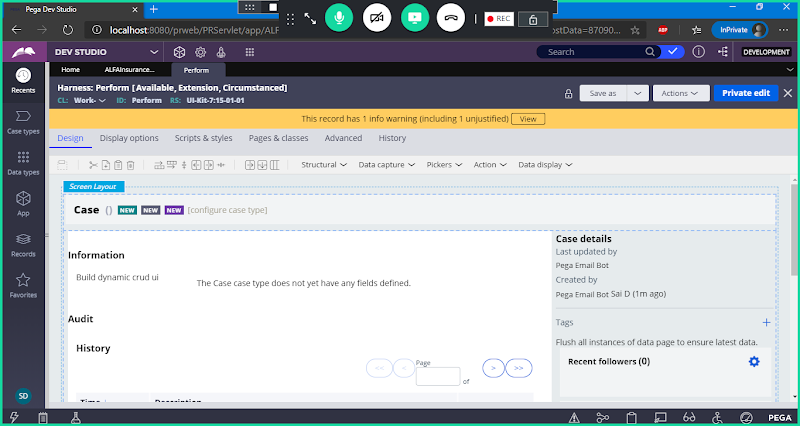 Pega Dev Studio
localhost:8080/prweb/PRServlet/app/ALF
REC
ostData=87090...
ABP
InPrivate
DEV STUDIO
Search
DEVELOPMENT
Recents
Case types
Data types
App
Records
Favorites
SD
Home
ALFAInsurance...
Perform
Harness: Perform [Available, Extension, Circumstanced]
CL: Work- ID: Perform RS: UI-Kit-7:15-01-01
Save as
Actions
Private edit
This record has 1 info warning (including 1 unjustified)
View
Design Display options Scripts & styles Pages & classes Advanced History
Structural Data capture Pickers Action Data display
Screen Layout
Case () NEW NEW NEW [configure case type]
Information
Build dynamic crud ui
The Case case type does not yet have any fields defined.
Audit
History
<< < Page of > >>
Time Description
Case details
Last updated by
Pega Email Bot
Created by
Pega Email Bot Sai D (1m ago)
Tags
Flush all instances of data page to ensure latest data.
Recent followers (0)
PEGA